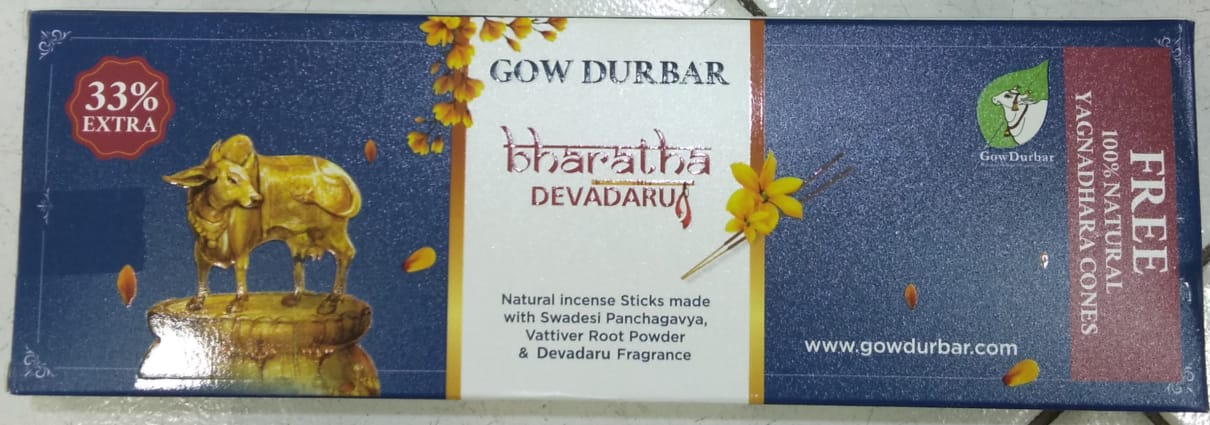 33%
EXTRA
GOW DURBAR
bharatha
DEVADARU
Natural incense Sticks made
with Swadesi Panchagavya,
Vattiver Root Powder
& Devadaru Fragrance
GowDurbar
www.gowdurbar.com
FREE
100% NATURAL
YAGNADHARA CONES